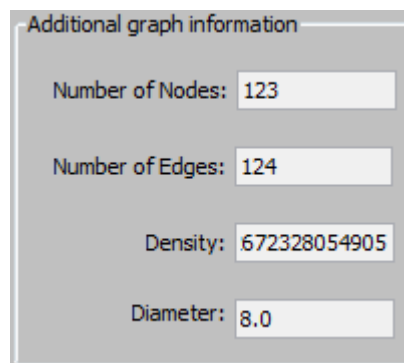 Additional graph information
Number of Nodes: 123
Number of Edges: 124
Density: 672328054905
Diameter: 8.0